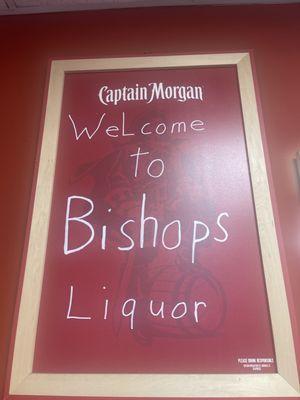 Captain Morgan
WeLcome
to
Bishops
Liquor
PLEASE DRINK RESPONSIBLY.